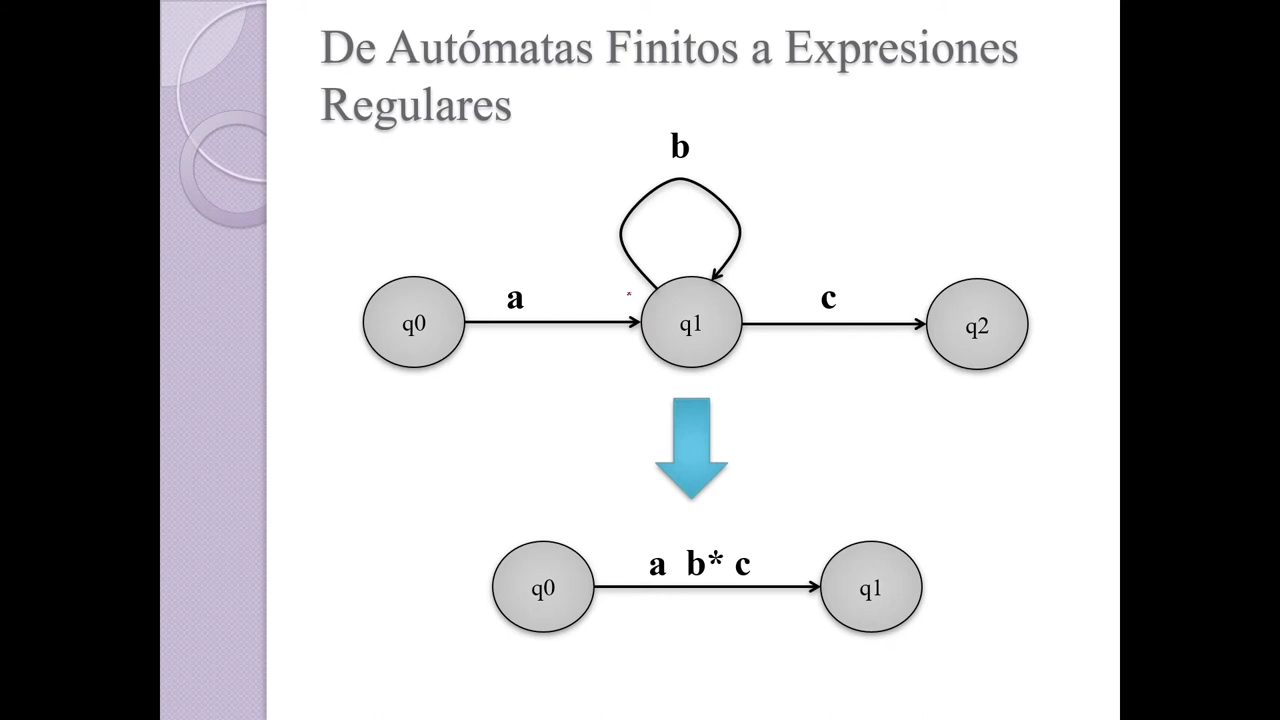 De Autómatas Finitos a Expresiones
Regulares
b
a
c
q0
q1
q2
a b* c
q0
q1